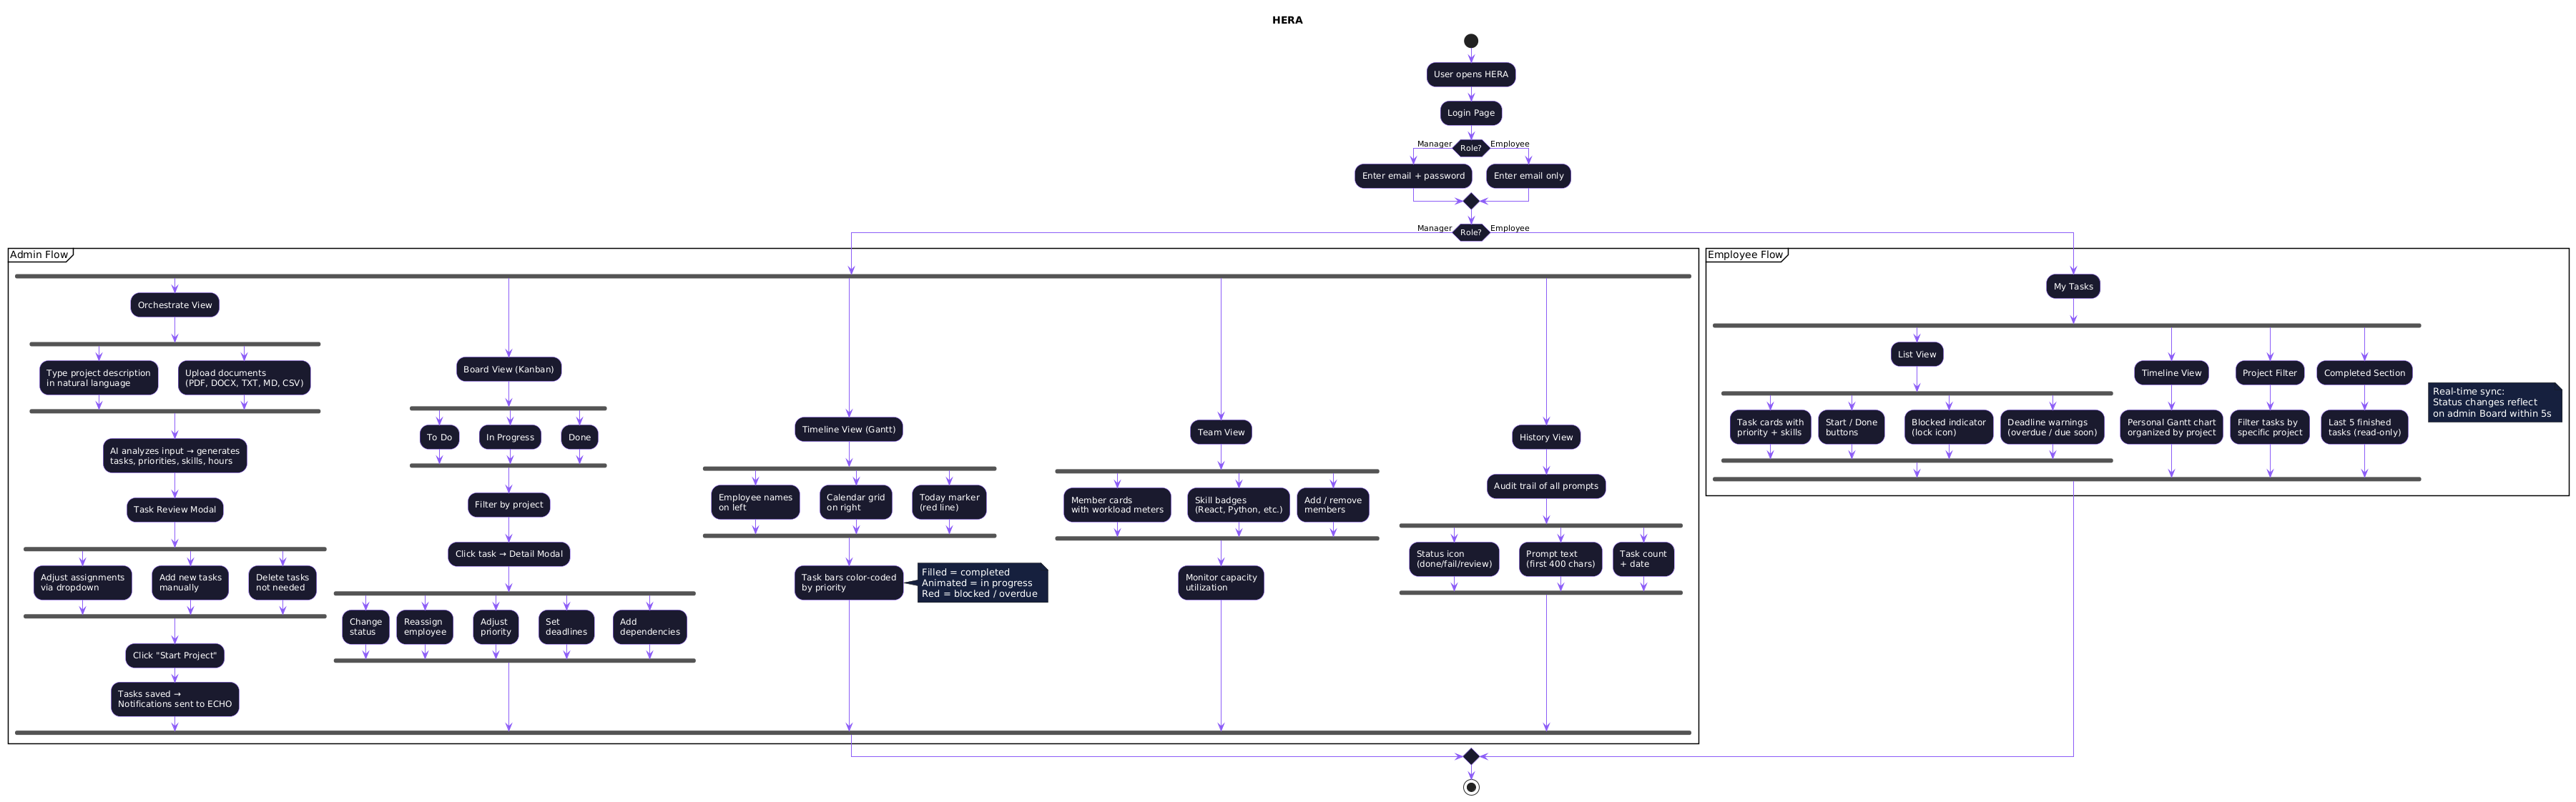 HERA
User opens HERA
Login Page
Manager
Role?
Employee
Enter email + password
Enter email only
Manager
Role?
Employee
Admin Flow
Orchestrate View
Type project description
in natural language
Upload documents
(PDF, DOCX, TXT, MD, CSV)
AI analyzes input → generates
tasks, priorities, skills, hours
Task Review Modal
Adjust assignments
via dropdown
Add new tasks
manually
Delete tasks
not needed
Click "Start Project"
Tasks saved →
Notifications sent to ECHO
Board View (Kanban)
To Do
In Progress
Done
Filter by project
Click task → Detail Modal
Change
status
Reassign
employee
Adjust
priority
Set
deadlines
Add
dependencies
Timeline View (Gantt)
Employee names
on left
Calendar grid
on right
Today marker
(red line)
Task bars color-coded
by priority
Filled = completed
Animated = in progress
Red = blocked / overdue
Team View
Member cards
with workload meters
Skill badges
(React, Python, etc.)
Add / remove
members
Monitor capacity
utilization
History View
Audit trail of all prompts
Status icon
(done/fail/review)
Prompt text
(first 400 chars)
Task count
+ date
Employee Flow
My Tasks
List View
Task cards with
priority + skills
Start / Done
buttons
Blocked indicator
(lock icon)
Deadline warnings
(overdue / due soon)
Timeline View
Personal Gantt chart
organized by project
Project Filter
Filter tasks by
specific project
Completed Section
Last 5 finished
tasks (read-only)
Real-time sync:
Status changes reflect
on admin Board within 5s